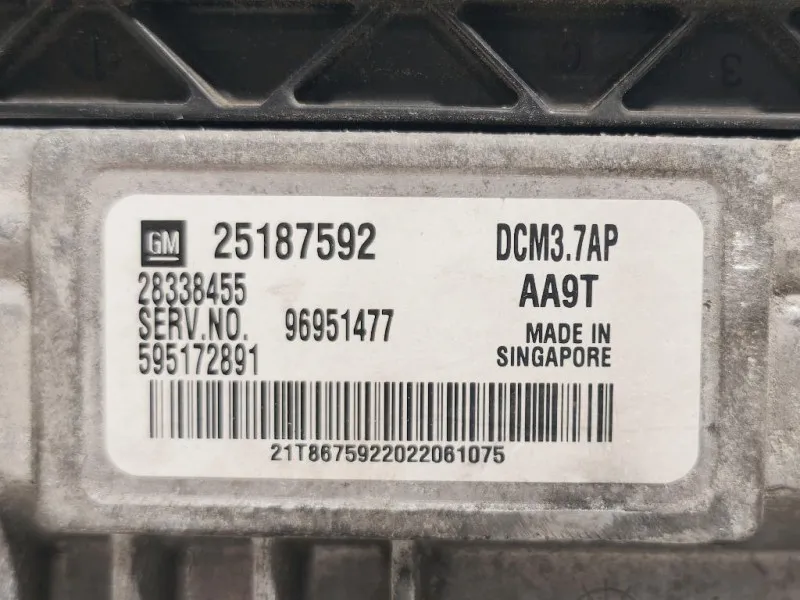 GM 25187592 DCM3.7AP
28338455 AA9T
SERV.NO. 96951477 MADE IN
595172891 SINGAPORE
21T8675922022061075